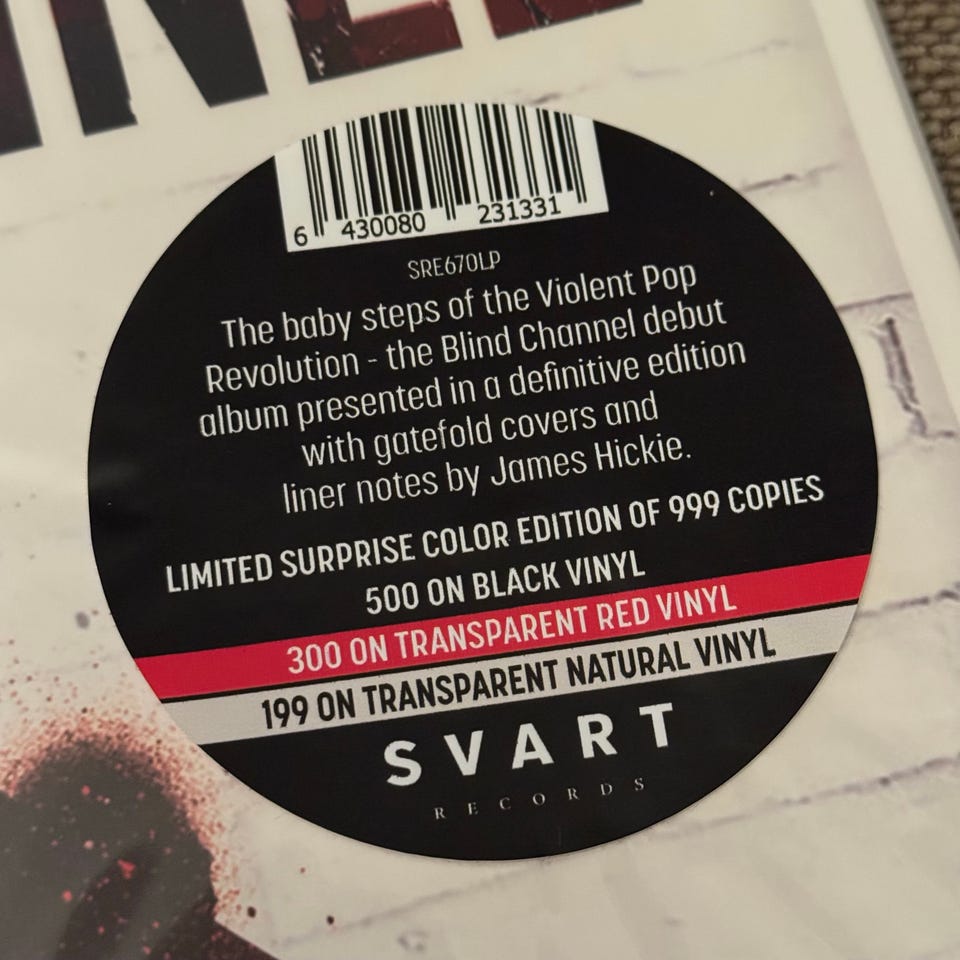 NNEL
6 430080 231331
SRE670LP
The baby steps of the Violent Pop
Revolution - the Blind Channel debut
album presented in a definitive edition
with gatefold covers and
liner notes by James Hickie.
LIMITED SURPRISE COLOR EDITION OF 999 COPIES
500 ON BLACK VINYL
300 ON TRANSPARENT RED VINYL
199 ON TRANSPARENT NATURAL VINYL
SVART
RECORDS